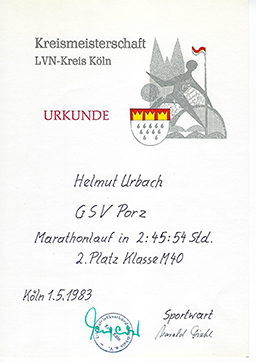 Kreismeisterschaft
LVN-Kreis Köln
URKUNDE
Helmut Urbach
GSV Porz
Marathonlauf in 2:45:54 Std.
2. Platz Klasse M40
Köln 1.5.1983
Sportwart